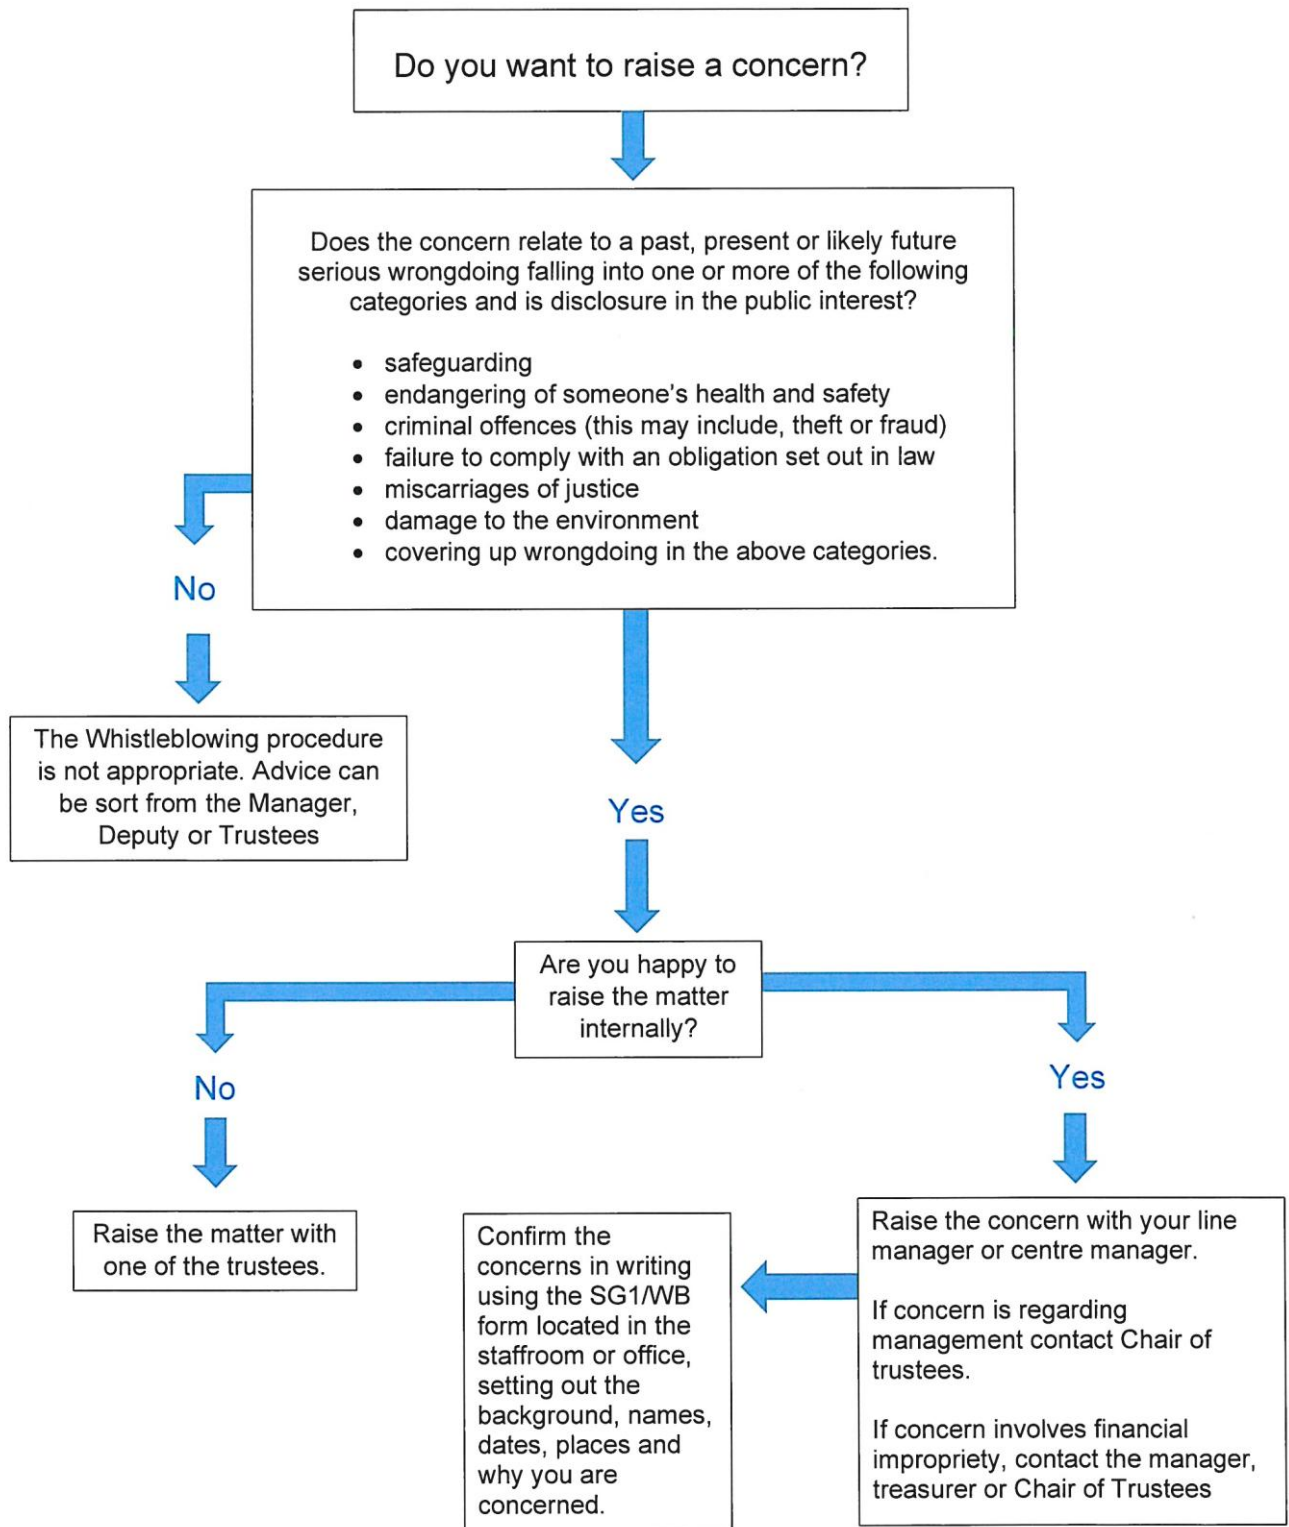 Do you want to raise a concern?
Does the concern relate to a past, present or likely future
serious wrongdoing falling into one or more of the following
categories and is disclosure in the public interest?
• safeguarding
• endangering of someone's health and safety
• criminal offences (this may include, theft or fraud)
• failure to comply with an obligation set out in law
• miscarriages of justice
• damage to the environment
• covering up wrongdoing in the above categories.
No
The Whistleblowing procedure
is not appropriate. Advice can
be sort from the Manager,
Deputy or Trustees
Yes
Are you happy to
raise the matter
internally?
No
Yes
Raise the matter with
one of the trustees.
Confirm the
concerns in writing
using the SG1/WB
form located in the
staffroom or office,
setting out the
background, names,
dates, places and
why you are
concerned.
Raise the concern with your line
manager or centre manager.
If concern is regarding
management contact Chair of
trustees.
If concern involves financial
impropriety, contact the manager,
treasurer or Chair of Trustees